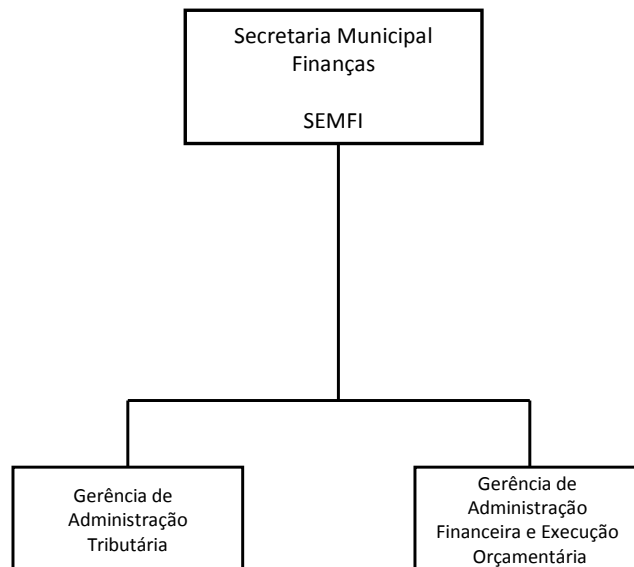 Secretaria Municipal
Finanças
SEMFI
Gerência de
Administração
Tributária
Gerência de
Administração
Financeira e Execução
Orçamentária